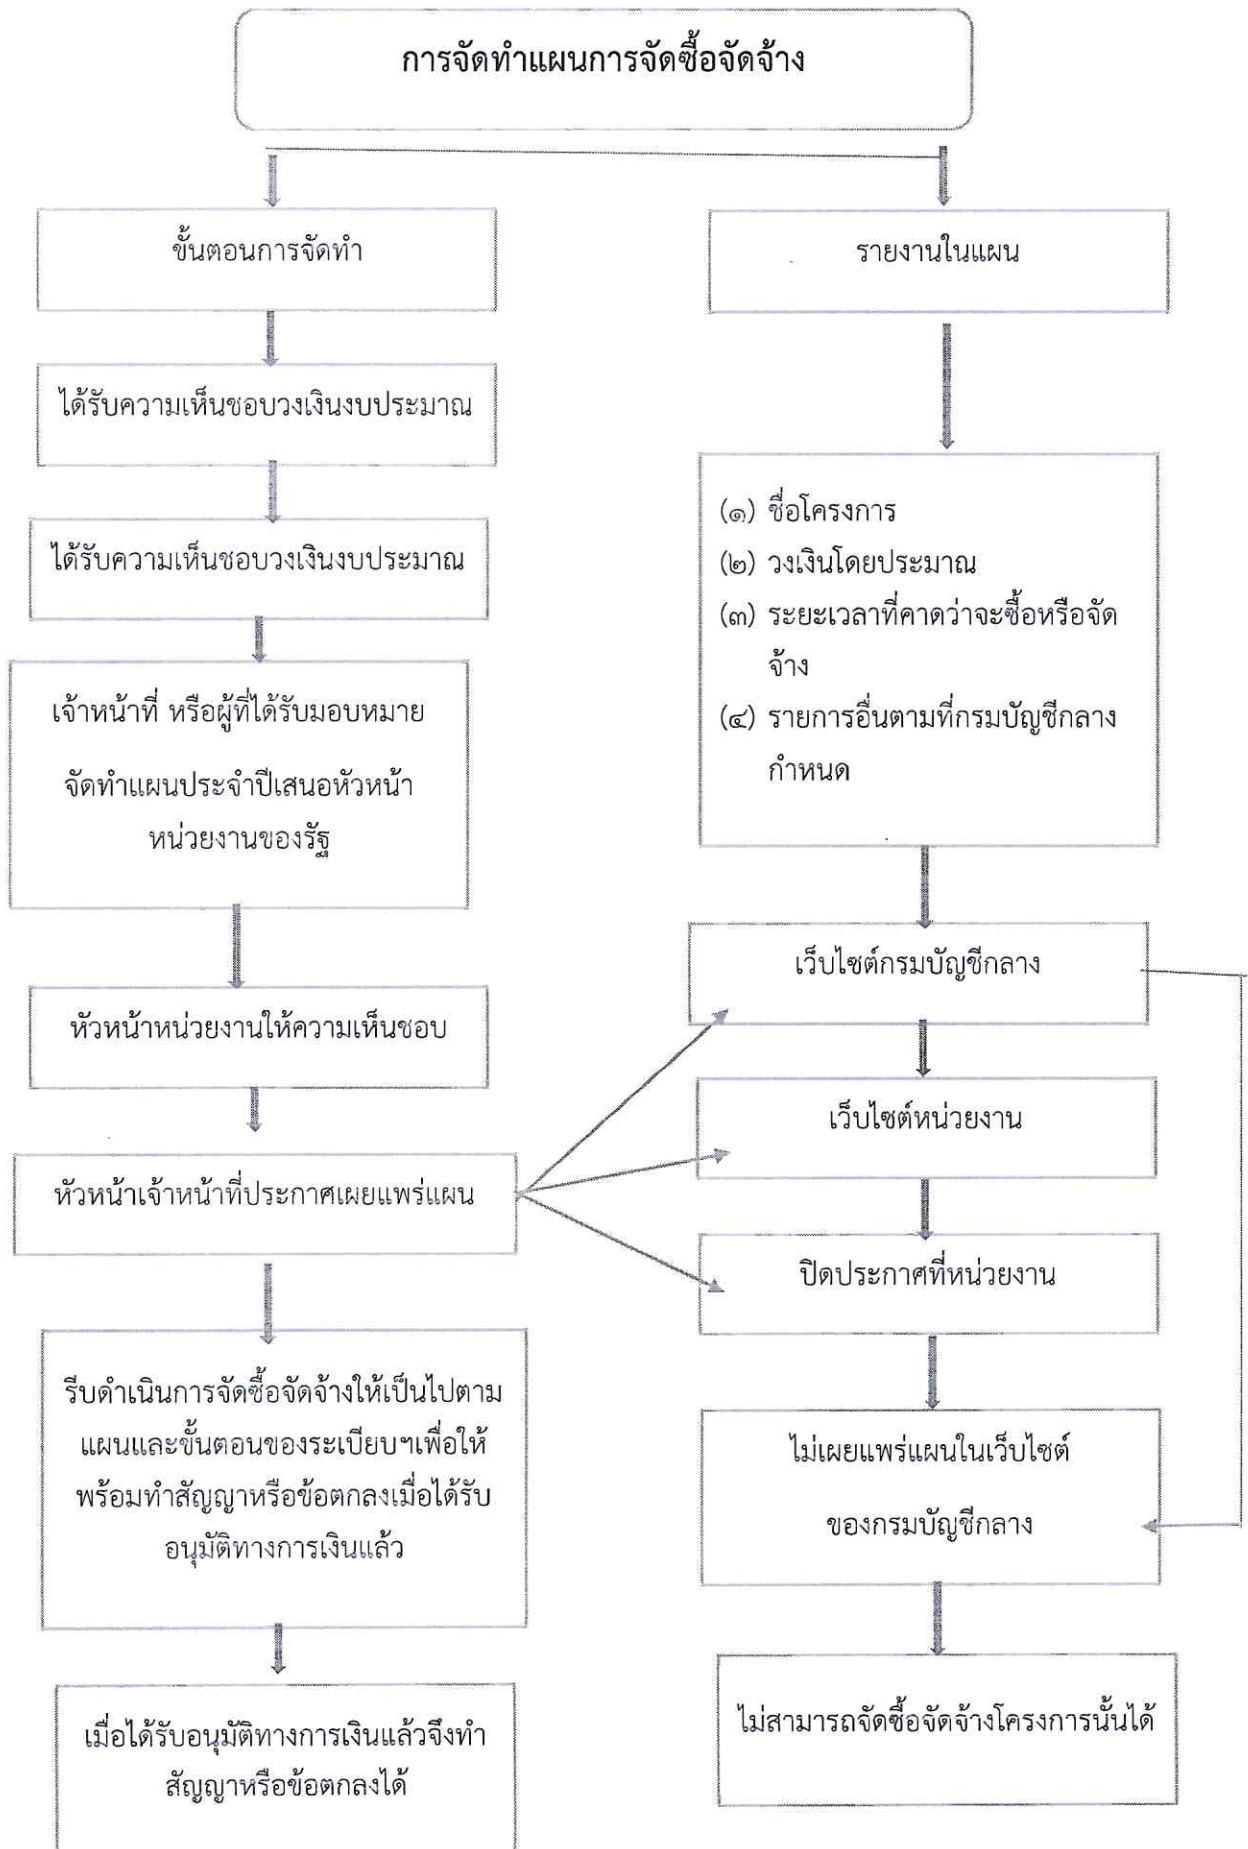 การจัดทำแผนการจัดซื้อจัดจ้าง
ขั้นตอนการจัดทำ
ได้รับความเห็นชอบวงเงินงบประมาณ
ได้รับความเห็นชอบวงเงินงบประมาณ
เจ้าหน้าที่ หรือผู้ที่ได้รับมอบหมาย
จัดทำแผนประจำปีเสนอหัวหน้า
หน่วยงานของรัฐ
หัวหน้าหน่วยงานให้ความเห็นชอบ
หัวหน้าเจ้าหน้าที่ประกาศเผยแพร่แผน
รีบดำเนินการจัดซื้อจัดจ้างให้เป็นไปตาม
แผนและขั้นตอนของระเบียบฯเพื่อให้
พร้อมทำสัญญาหรือข้อตกลงเมื่อได้รับ
อนุมัติทางการเงินแล้ว
เมื่อได้รับอนุมัติทางการเงินแล้วจึงทำ
สัญญาหรือข้อตกลงได้
รายงานในแผน
(๑) ชื่อโครงการ
(๒) วงเงินโดยประมาณ
(๓) ระยะเวลาที่คาดว่าจะซื้อหรือจัด
จ้าง
(๔) รายการอื่นตามที่กรมบัญชีกลาง
กำหนด
เว็บไซต์กรมบัญชีกลาง
เว็บไซต์หน่วยงาน
ปิดประกาศที่หน่วยงาน
ไม่เผยแพร่แผนในเว็บไซต์
ของกรมบัญชีกลาง
ไม่สามารถจัดซื้อจัดจ้างโครงการนั้นได้